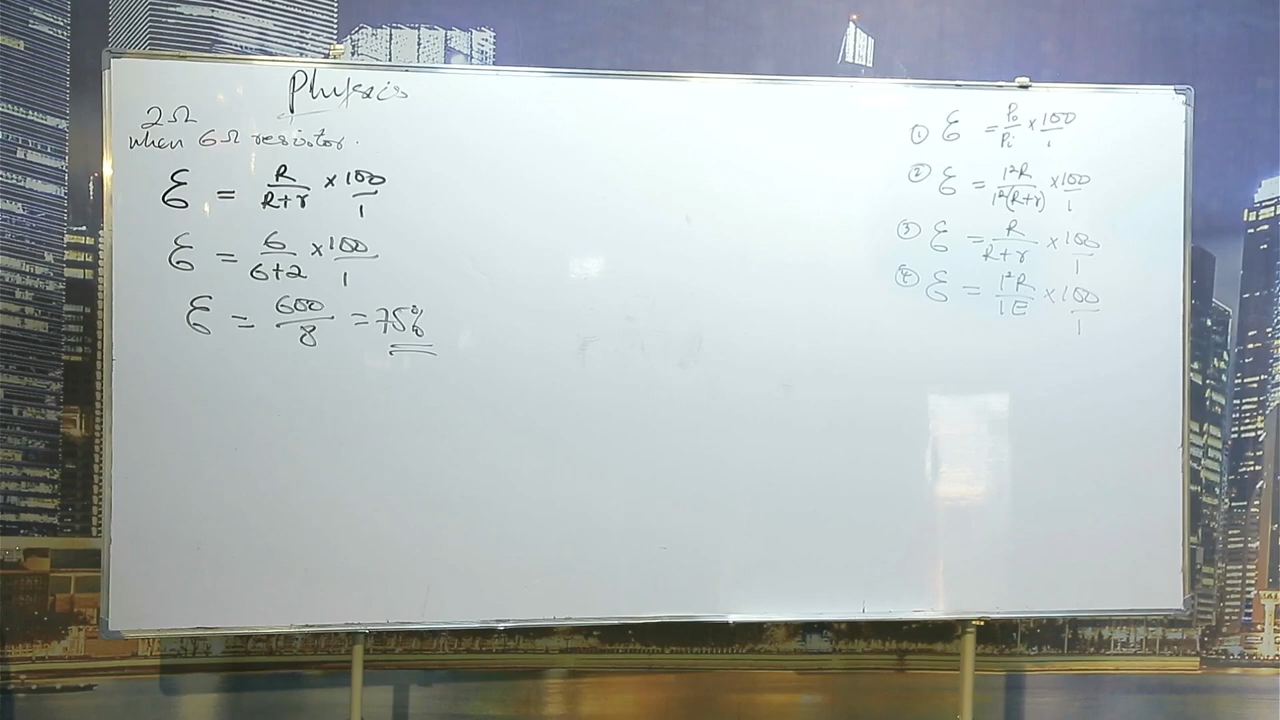 Physics
2Ω
when 6Ω resistor.
Ɛ = R/(R+r) × 100/1
Ɛ = 6/(6+2) × 100/1
Ɛ = 600/8 = 75%
① Ɛ = Po/Pi × 100/1
② Ɛ = I²R/I²(R+r) × 100/1
③ Ɛ = R/(R+r) × 100/1
④ Ɛ = I²R/IE × 100/1